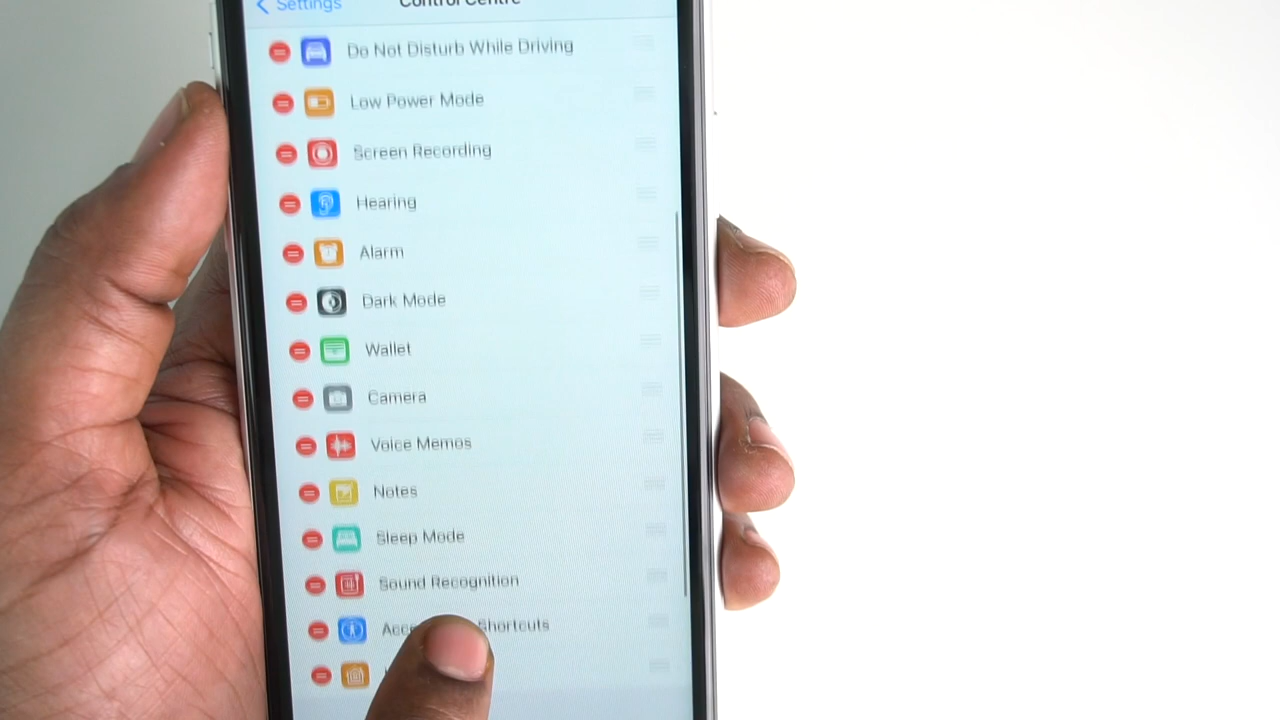 Settings
Control Centre
Do Not Disturb While Driving
Low Power Mode
Screen Recording
Hearing
Alarm
Dark Mode
Wallet
Camera
Voice Memos
Notes
Sleep Mode
Sound Recognition
Shortcuts